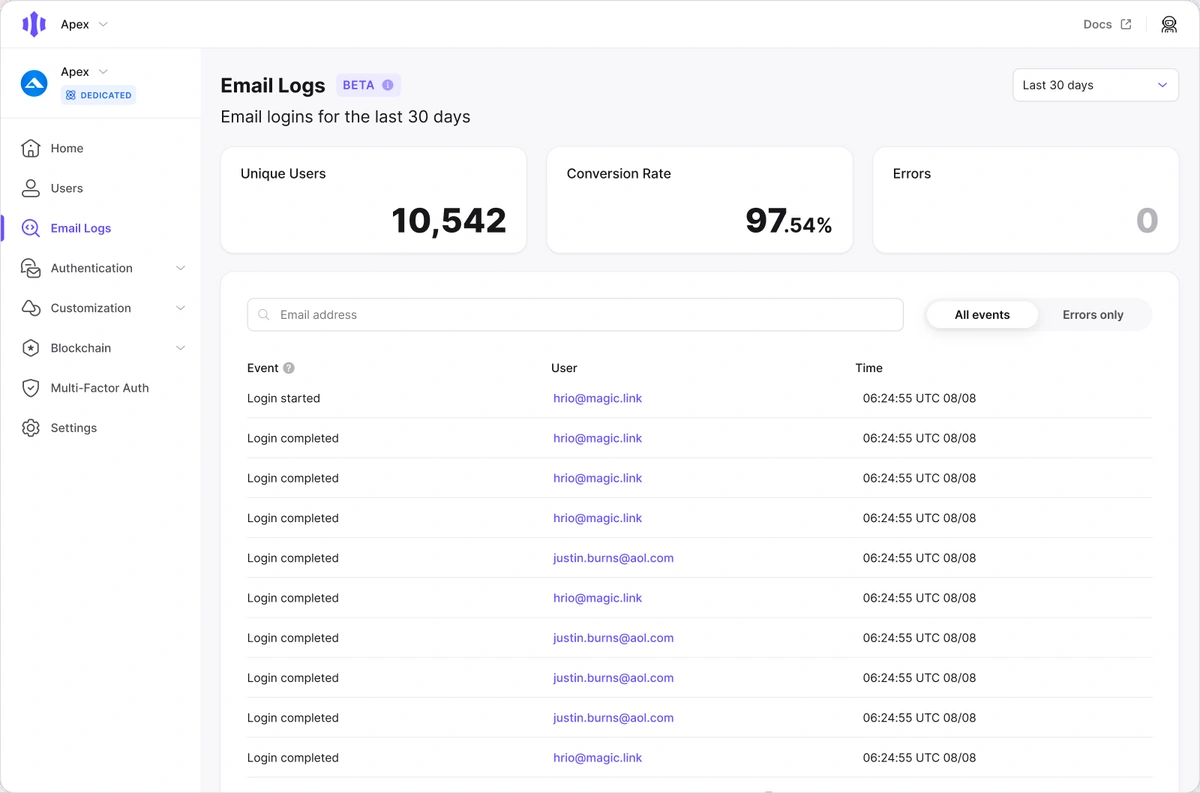 Apex
Docs
Apex
DEDICATED
Home
Users
Email Logs
Authentication
Customization
Blockchain
Multi-Factor Auth
Settings
Email Logs BETA
Last 30 days
Email logins for the last 30 days
Unique Users
10,542
Conversion Rate
97.54%
Errors
0
Email address
All events Errors only
Event ? User Time
Login started hrio@magic.link 06:24:55 UTC 08/08
Login completed hrio@magic.link 06:24:55 UTC 08/08
Login completed hrio@magic.link 06:24:55 UTC 08/08
Login completed hrio@magic.link 06:24:55 UTC 08/08
Login completed justin.burns@aol.com 06:24:55 UTC 08/08
Login completed hrio@magic.link 06:24:55 UTC 08/08
Login completed justin.burns@aol.com 06:24:55 UTC 08/08
Login completed justin.burns@aol.com 06:24:55 UTC 08/08
Login completed justin.burns@aol.com 06:24:55 UTC 08/08
Login completed hrio@magic.link 06:24:55 UTC 08/08